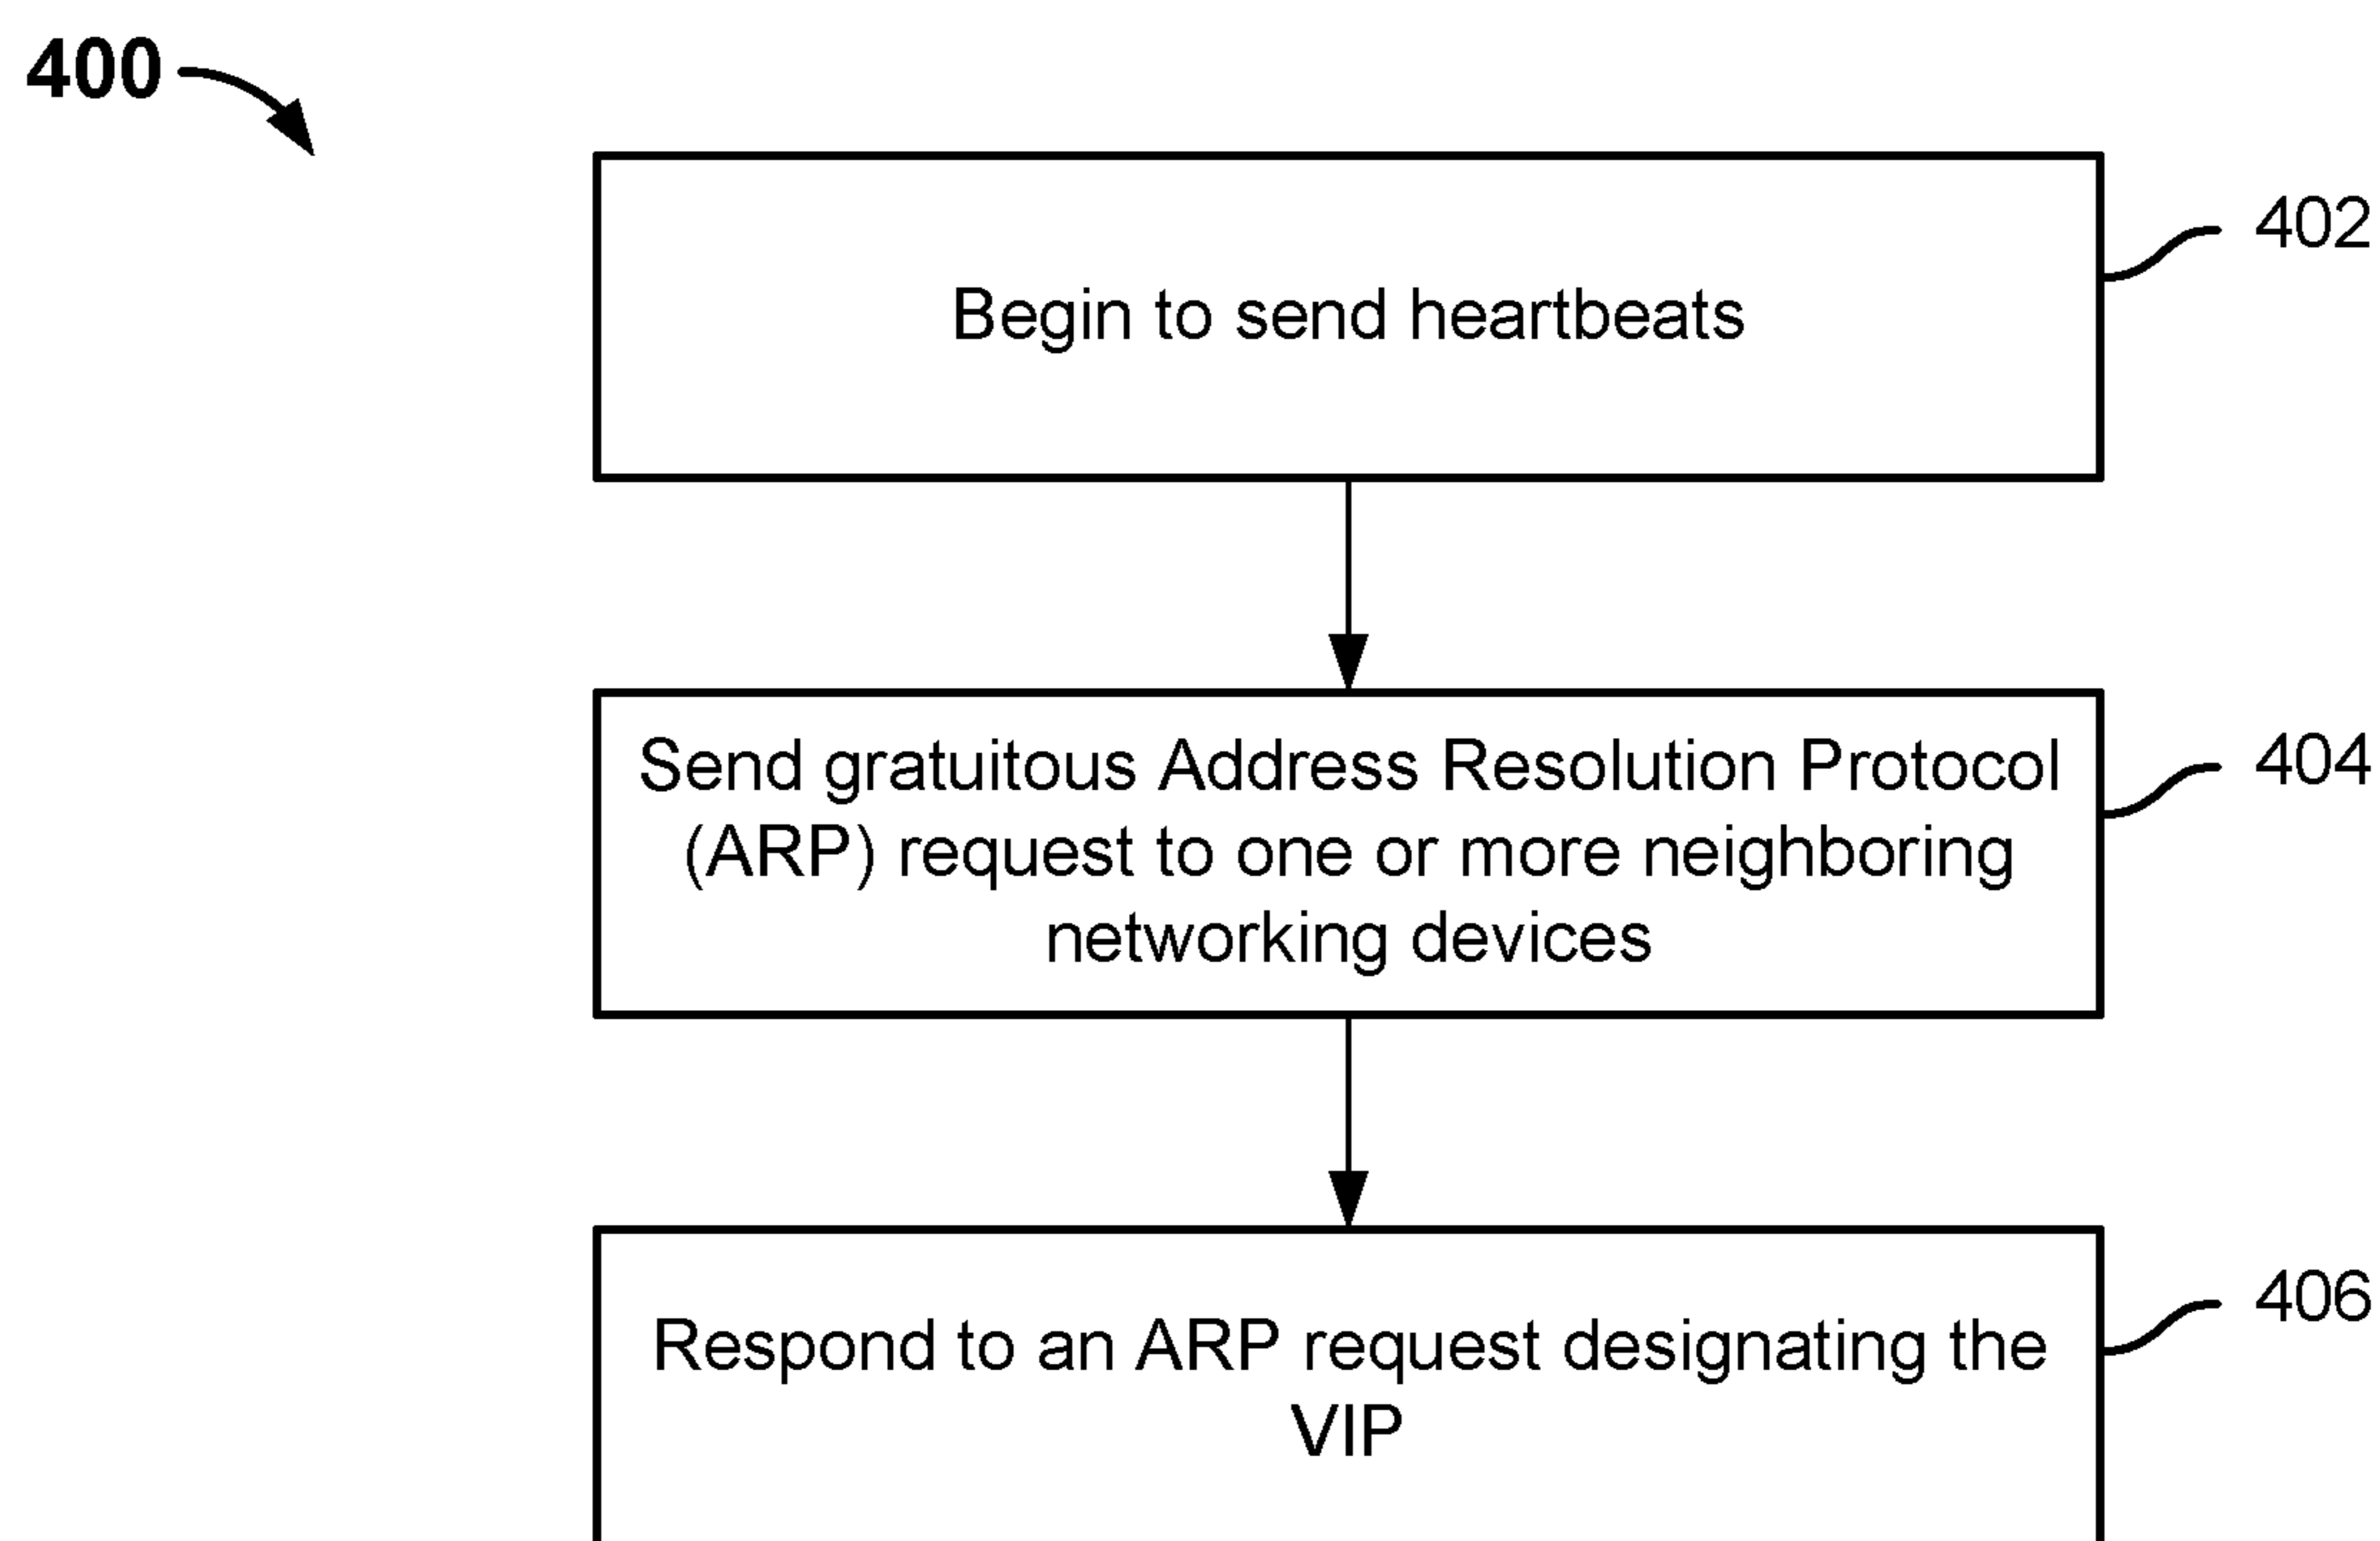 400
402
Begin to send heartbeats
404
Send gratuitous Address Resolution Protocol
(ARP) request to one or more neighboring
networking devices
406
Respond to an ARP request designating the
VIP